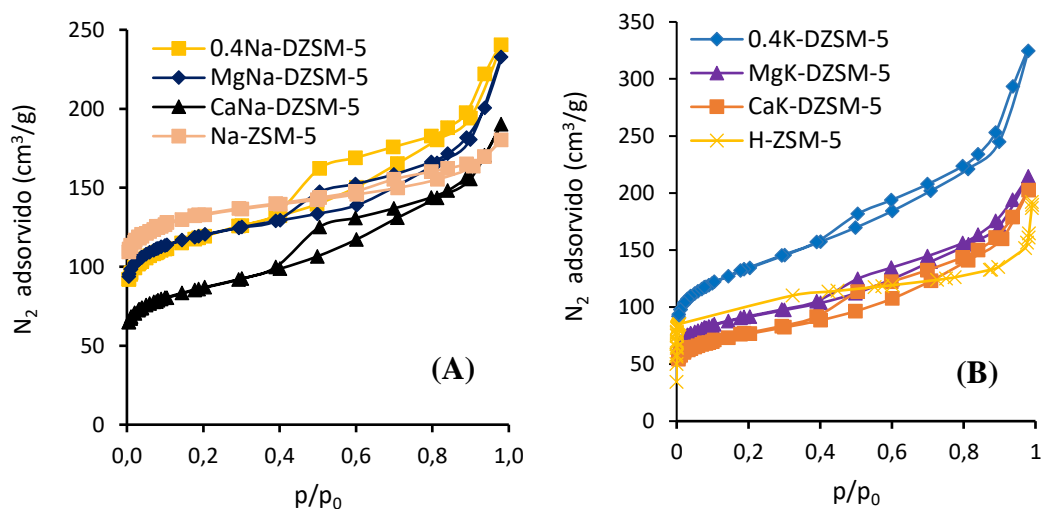 N2 adsorvido (cm³/g)
250
200
150
100
50
0
0.4Na-DZSM-5
MgNa-DZSM-5
CaNa-DZSM-5
Na-ZSM-5
(A)
0,0 0,2 0,4 0,6 0,8 1,0
p/p0
N2 adsorvido (cm³/g)
350
300
250
200
150
100
50
0
0.4K-DZSM-5
MgK-DZSM-5
CaK-DZSM-5
H-ZSM-5
(B)
0 0,2 0,4 0,6 0,8 1
p/p0